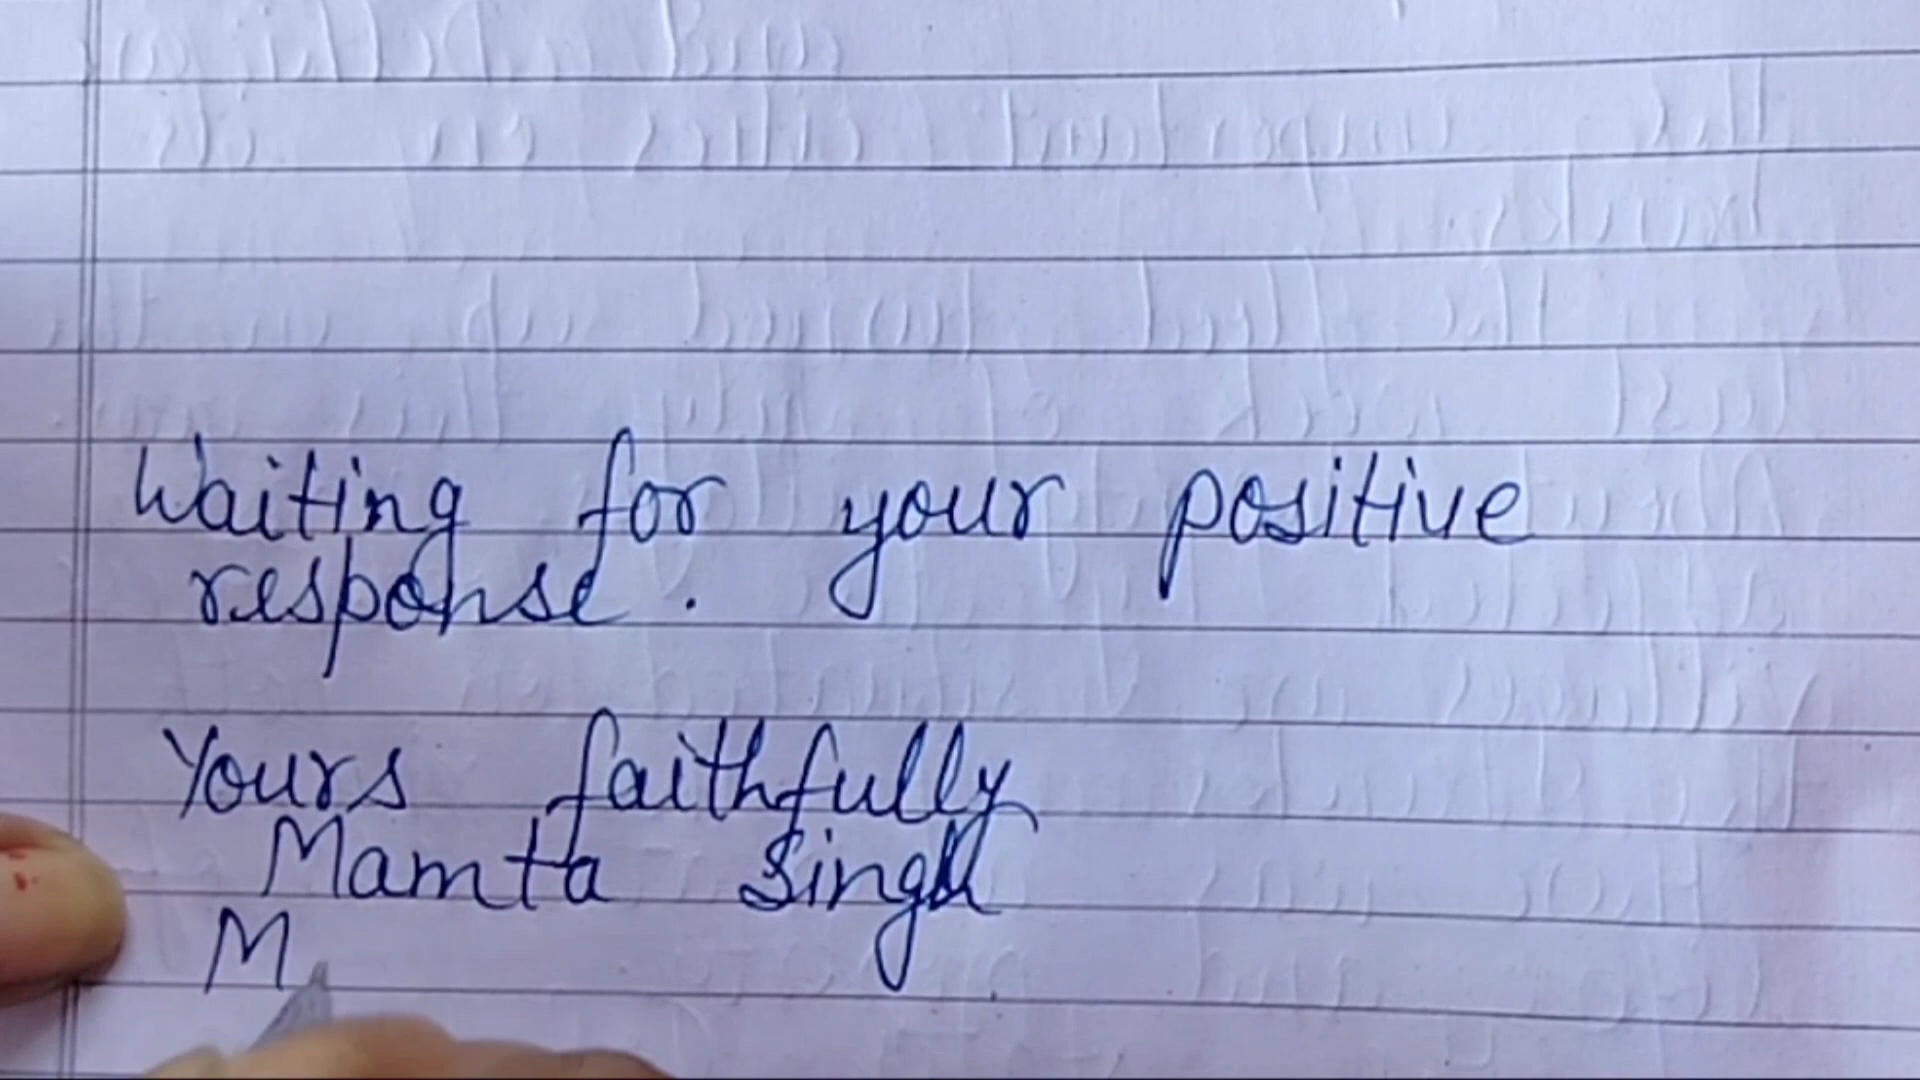 Waiting for your positive
response.
Yours faithfully
Mamta Singh
M